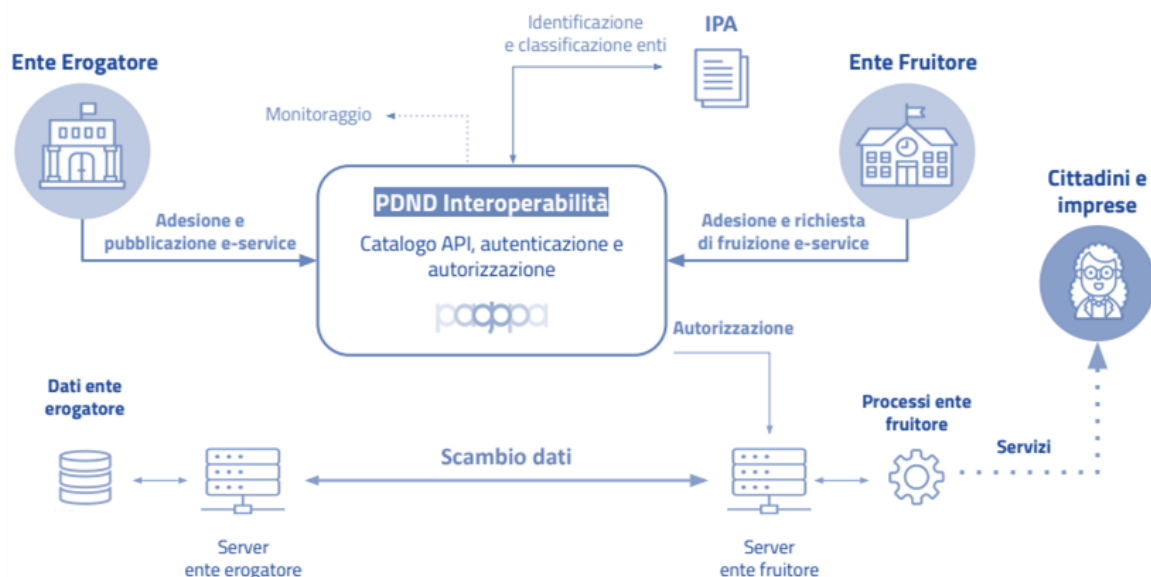 Identificazione
e classificazione enti
IPA
Ente Erogatore
Ente Fruitore
Monitoraggio
Cittadini e
imprese
PDND Interoperabilità
Adesione e
pubblicazione e-service
Catalogo API, autenticazione e
autorizzazione
Adesione e richiesta
di fruizione e-service
pagopa
Autorizzazione
Dati ente
erogatore
Processi ente
fruitore
Scambio dati
Servizi
Server
ente erogatore
Server
ente fruitore